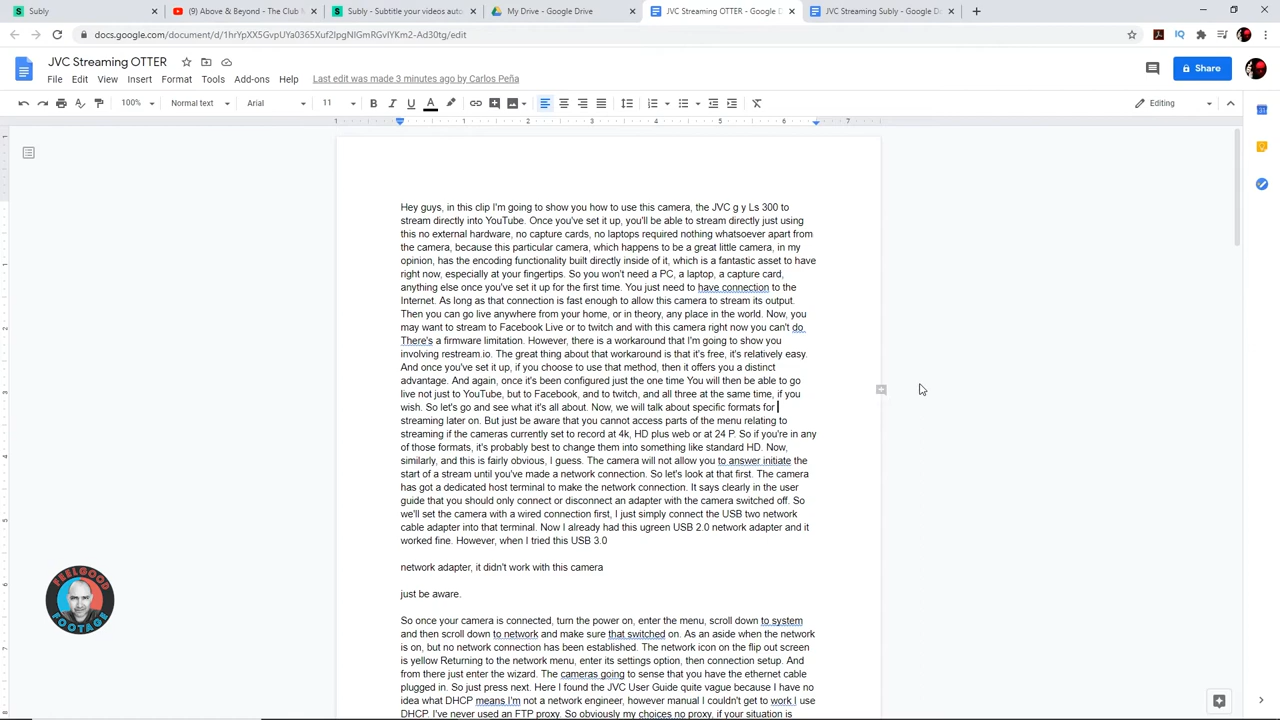 Subly
(9) Above & Beyond - The Club M
Subly - Subtitle your videos auto
My Drive - Google Drive
JVC Streaming OTTER - Google D
JVC Streaming Subly - Google D
docs.google.com/document/d/1hrYpXX5GvpUYa0365Xuf2IpgNIGmRGvIYKm2-Ad30tg/edit
JVC Streaming OTTER
File Edit View Insert Format Tools Add-ons Help Last edit was made 3 minutes ago by Carlos Peña
Share
100% Normal text Arial 11 B I U A Editing
1 1 2 3 4 5 6 7
Hey guys, in this clip I'm going to show you how to use this camera, the JVC g y Ls 300 to
stream directly into YouTube. Once you've set it up, you'll be able to stream directly just using
this no external hardware, no capture cards, no laptops required nothing whatsoever apart from
the camera, because this particular camera, which happens to be a great little camera, in my
opinion, has the encoding functionality built directly inside of it, which is a fantastic asset to have
right now, especially at your fingertips. So you won't need a PC, a laptop, a capture card,
anything else once you've set it up for the first time. You just need to have connection to the
Internet. As long as that connection is fast enough to allow this camera to stream its output.
Then you can go live anywhere from your home, or in theory, any place in the world. Now, you
may want to stream to Facebook Live or to twitch and with this camera right now you can't do.
There's a firmware limitation. However, there is a workaround that I'm going to show you
involving restream.io. The great thing about that workaround is that it's free, it's relatively easy.
And once you've set it up, if you choose to use that method, then it offers you a distinct
advantage. And again, once it's been configured just the one time You will then be able to go
live not just to YouTube, but to Facebook, and to twitch, and all three at the same time, if you
wish. So let's go and see what it's all about. Now, we will talk about specific formats for
streaming later on. But just be aware that you cannot access parts of the menu relating to
streaming if the cameras currently set to record at 4k, HD plus web or at 24 P. So if you're in any
of those formats, it's probably best to change them into something like standard HD. Now,
similarly, and this is fairly obvious, I guess. The camera will not allow you to answer initiate the
start of a stream until you've made a network connection. So let's look at that first. The camera
has got a dedicated host terminal to make the network connection. It says clearly in the user
guide that you should only connect or disconnect an adapter with the camera switched off. So
we'll set the camera with a wired connection first, I just simply connect the USB two network
cable adapter into that terminal. Now I already had this ugreen USB 2.0 network adapter and it
worked fine. However, when I tried this USB 3.0
network adapter, it didn't work with this camera
just be aware.
So once your camera is connected, turn the power on, enter the menu, scroll down to system
and then scroll down to network and make sure that switched on. As an aside when the network
is on, but no network connection has been established. The network icon on the flip out screen
is yellow Returning to the network menu, enter its settings option, then connection setup. And
from there just enter the wizard. The cameras going to sense that you have the ethernet cable
plugged in. So just press next. Here I found the JVC User Guide quite vague because I have no
idea what DHCP means I'm not a network engineer, however manual I couldn't get to work I use
DHCP. I've never used an FTP proxy. So obviously my choices no proxy, if your situation is
FEELGOOD
FOOTAGE